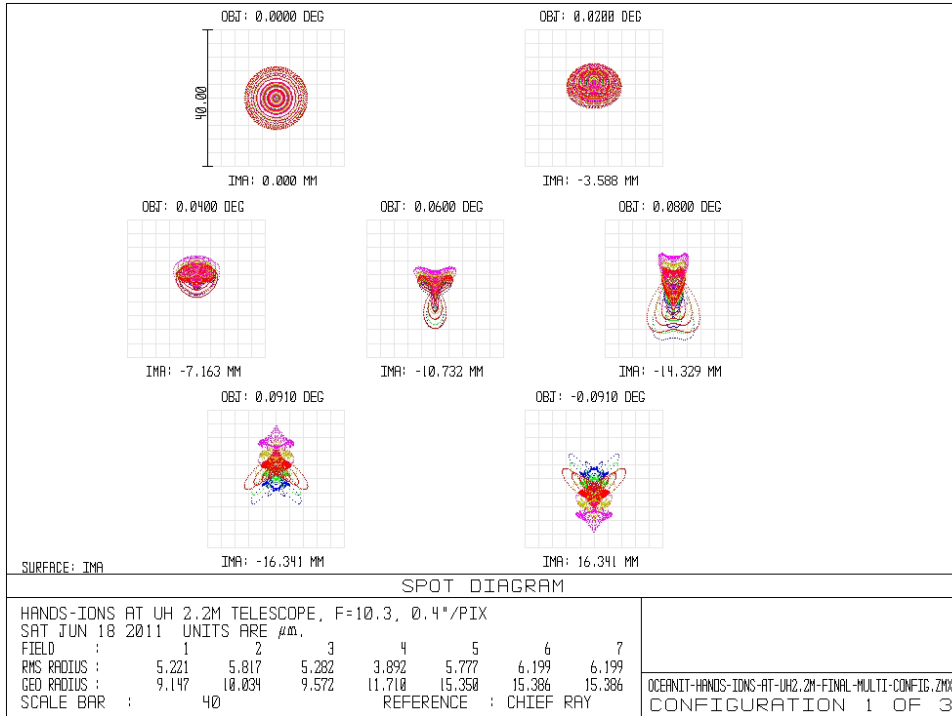 OBJ: 0.0000 DEG
OBJ: 0.0200 DEG
40.00
IMA: 0.000 MM
IMA: -3.588 MM
OBJ: 0.0400 DEG
OBJ: 0.0600 DEG
OBJ: 0.0800 DEG
IMA: -7.163 MM
IMA: -10.732 MM
IMA: -14.329 MM
OBJ: 0.0910 DEG
OBJ: -0.0910 DEG
IMA: -16.341 MM
IMA: 16.341 MM
SURFACE: IMA
SPOT DIAGRAM
HANDS-IONS AT UH 2.2M TELESCOPE, F=10.3, 0.4"/PIX
SAT JUN 18 2011 UNITS ARE µm.
FIELD : 1 2 3 4 5 6 7
RMS RADIUS : 5.221 5.817 5.282 3.892 5.777 6.199 6.199
GEO RADIUS : 9.147 10.034 9.572 11.710 15.350 15.386 15.386
SCALE BAR : 40 REFERENCE : CHIEF RAY
OCEANIT-HANDS-IONS-AT-UH2.2M-FINAL-MULTI-CONFIG.ZMX
CONFIGURATION 1 OF 3